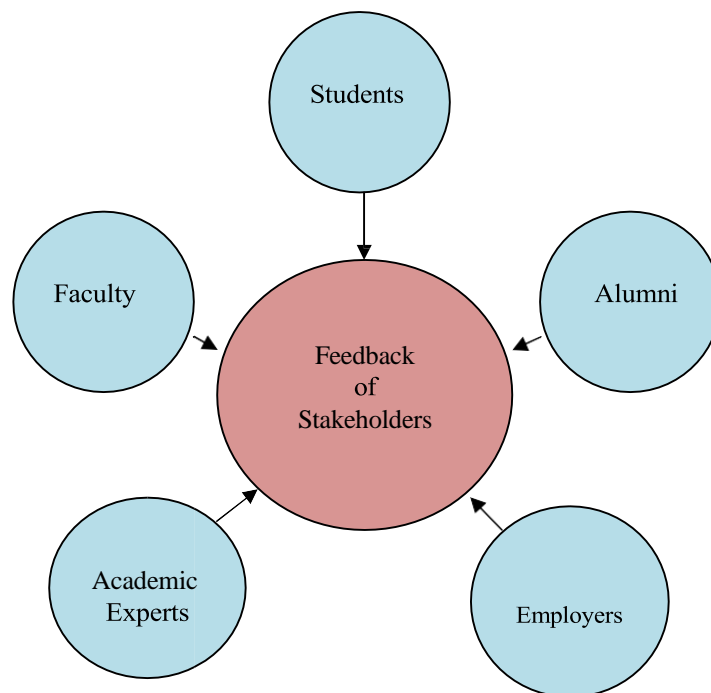 Students
Faculty
Alumni
Feedback
of
Stakeholders
Academic
Experts
Employers